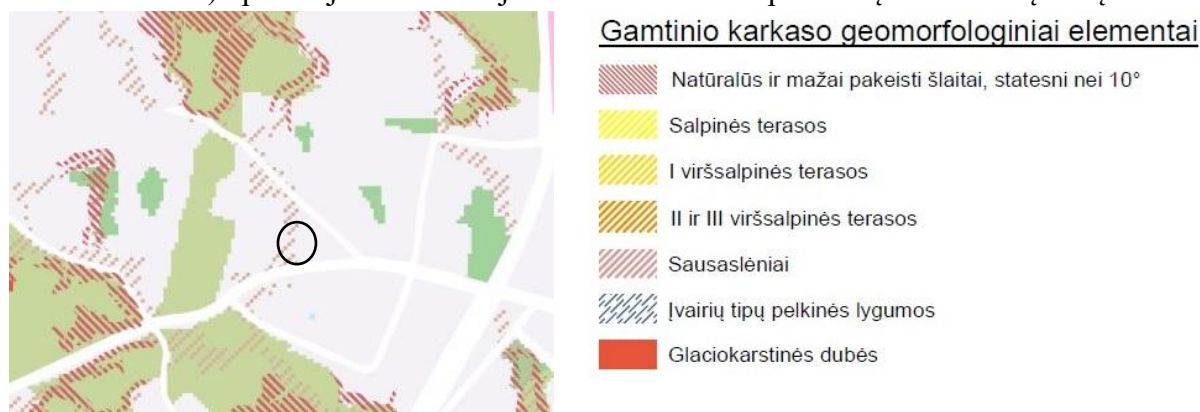 Gamtinio karkaso geomorfologiniai elementai
Natūralūs ir mažai pakeisti šlaitai, statesni nei 10°
Salpinės terasos
I viršsalpinės terasos
II ir III viršsalpinės terasos
Sausaslėniai
Įvairių tipų pelkinės lygumos
Glaciokarstinės dubės